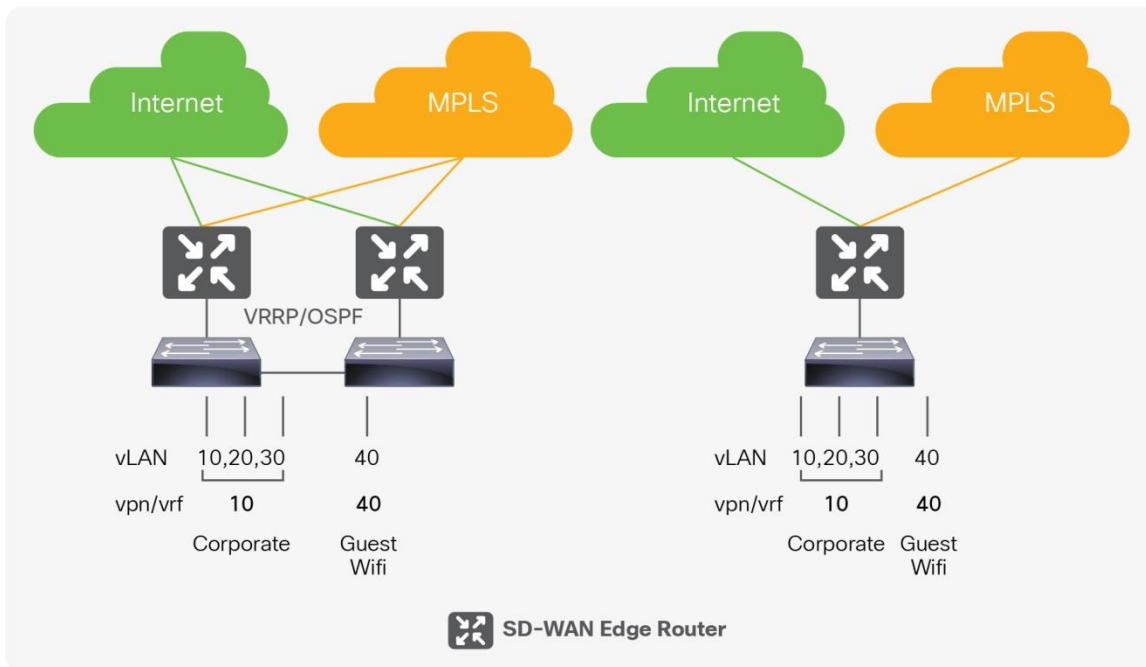 Internet
MPLS
Internet
MPLS
VRRP/OSPF
vLAN 10,20,30 40
vpn/vrf 10 40
Corporate Guest
Wifi
vLAN 10,20,30 40
vpn/vrf 10 40
Corporate Guest
Wifi
SD-WAN Edge Router